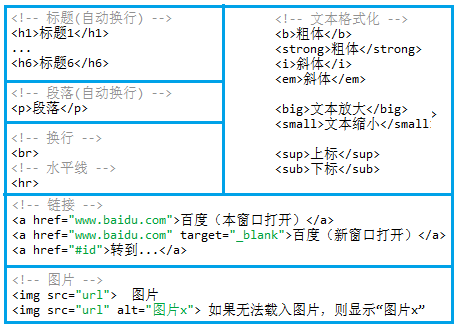 <!-- 标题(自动换行) -->
<h1>标题1</h1>
...
<h6>标题6</h6>
<!-- 段落(自动换行) -->
<p>段落</p>
<!-- 换行 -->
<br>
<!-- 水平线 -->
<hr>
<!-- 文本格式化 -->
<b>粗体</b>
<strong>粗体</strong>
<i>斜体</i>
<em>斜体</em>
<big>文本放大</big>
<small>文本缩小</small>
<sup>上标</sup>
<sub>下标</sub>
<!-- 链接 -->
<a href="www.baidu.com">百度（本窗口打开）</a>
<a href="www.baidu.com" target="_blank">百度（新窗口打开）</a>
<a href="#id">转到...</a>
<!-- 图片 -->
<img src="url"> 图片
<img src="url" alt="图片x"> 如果无法载入图片，则显示“图片x”